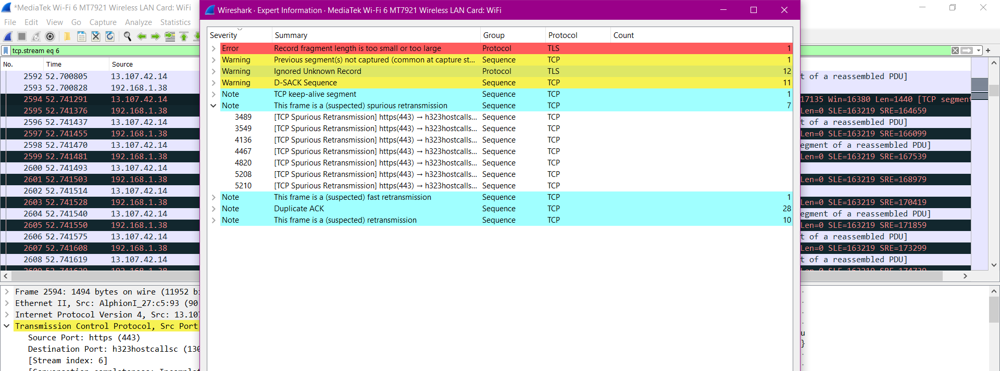 *MediaTek Wi-Fi 6 MT7921 Wireless LAN Card: WiFi
File Edit View Go Capture Analyze Statistics
tcp.stream eq 6
No. Time Source
2592 52.700805 13.107.42.14
2593 52.700828 192.168.1.38
2594 52.741291 13.107.42.14
2595 52.741376 192.168.1.38
2596 52.741437 13.107.42.14
2597 52.741455 192.168.1.38
2598 52.741470 13.107.42.14
2599 52.741481 192.168.1.38
2600 52.741493 13.107.42.14
2601 52.741503 192.168.1.38
2602 52.741514 13.107.42.14
2603 52.741528 192.168.1.38
2604 52.741540 13.107.42.14
2605 52.741550 192.168.1.38
2606 52.741575 13.107.42.14
2607 52.741608 192.168.1.38
2608 52.741619 13.107.42.14
2609 52.741629 192.168.1.38
Frame 2594: 1494 bytes on wire (11952 bi
Ethernet II, Src: AlphionI_27:c5:93 (90
Internet Protocol Version 4, Src: 13.107
Transmission Control Protocol, Src Port
Source Port: https (443)
Destination Port: h323hostcallsc (130
[Stream index: 6]
[Conversation completeness: Incomplet
Wireshark · Expert Information · MediaTek Wi-Fi 6 MT7921 Wireless LAN Card: WiFi
Severity Summary Group Protocol Count
Error Record fragment length is too small or too large Protocol TLS 1
Warning Previous segment(s) not captured (common at capture st... Sequence TCP 1
Warning Ignored Unknown Record Protocol TLS 12
Warning D-SACK Sequence Sequence TCP 11
Note TCP keep-alive segment Sequence TCP 1
Note This frame is a (suspected) spurious retransmission Sequence TCP 7
3489 [TCP Spurious Retransmission] https(443) → h323hostcalls... Sequence TCP
3549 [TCP Spurious Retransmission] https(443) → h323hostcalls... Sequence TCP
4136 [TCP Spurious Retransmission] https(443) → h323hostcalls... Sequence TCP
4467 [TCP Spurious Retransmission] https(443) → h323hostcalls... Sequence TCP
4820 [TCP Spurious Retransmission] https(443) → h323hostcalls... Sequence TCP
5208 [TCP Spurious Retransmission] https(443) → h323hostcalls... Sequence TCP
5210 [TCP Spurious Retransmission] https(443) → h323hostcalls... Sequence TCP
Note This frame is a (suspected) fast retransmission Sequence TCP 1
Note Duplicate ACK Sequence TCP 28
Note This frame is a (suspected) retransmission Sequence TCP 10
t of a reassembled PDU]
17135 Win=16380 Len=1440 [TCP segment
Len=0 SLE=163219 SRE=164659
t of a reassembled PDU]
Len=0 SLE=163219 SRE=166099
egment of a reassembled PDU]
Len=0 SLE=163219 SRE=167539
Len=0 SLE=163219 SRE=168979
Len=0 SLE=163219 SRE=170419
egment of a reassembled PDU]
Len=0 SLE=163219 SRE=171859
t of a reassembled PDU]
Len=0 SLE=163219 SRE=173299
t of a reassembled PDU]
Len=0 SLE=163219 SRE=174739
u
}